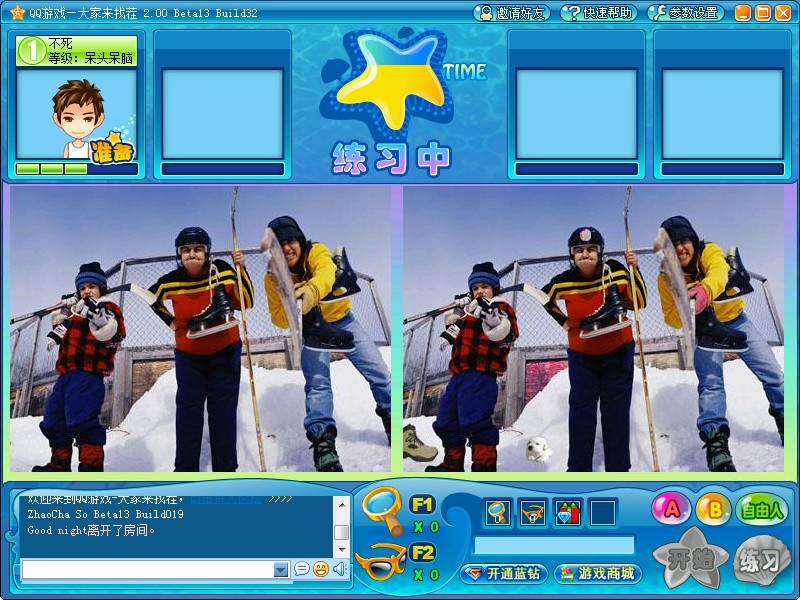 QQ游戏—大家来找茬 2.00 Beta13 Build32
邀请好友
快速帮助
参数设置
1
不死
等级: 呆头呆脑
准备
TIME
练习中
欢迎来到QQ游戏-大家来找茬，
>>>>
ZhaoCha So Beta13 Build019
Good night离开了房间。
F1
X 0
F2
X 0
0
0
开通蓝钻
游戏商城
A
B
自由人
开始
练习